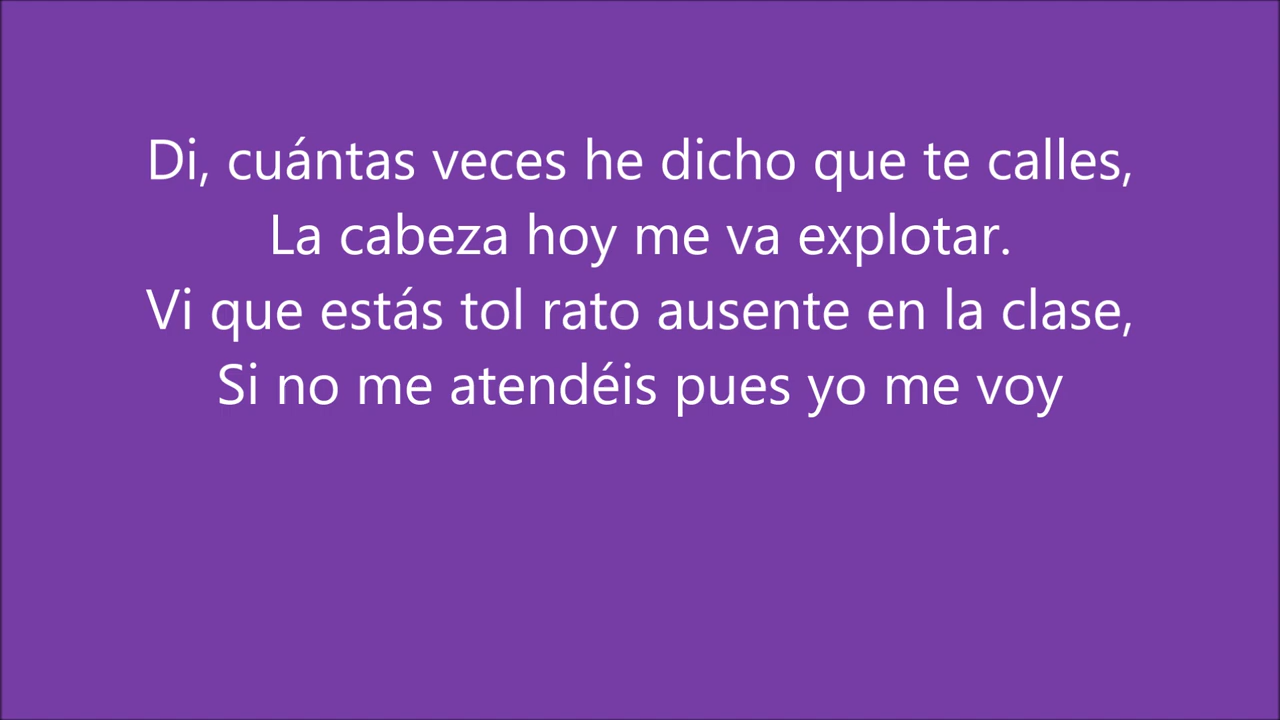 Di, cuántas veces he dicho que te calles,
La cabeza hoy me va explotar.
Vi que estás tol rato ausente en la clase,
Si no me atendéis pues yo me voy